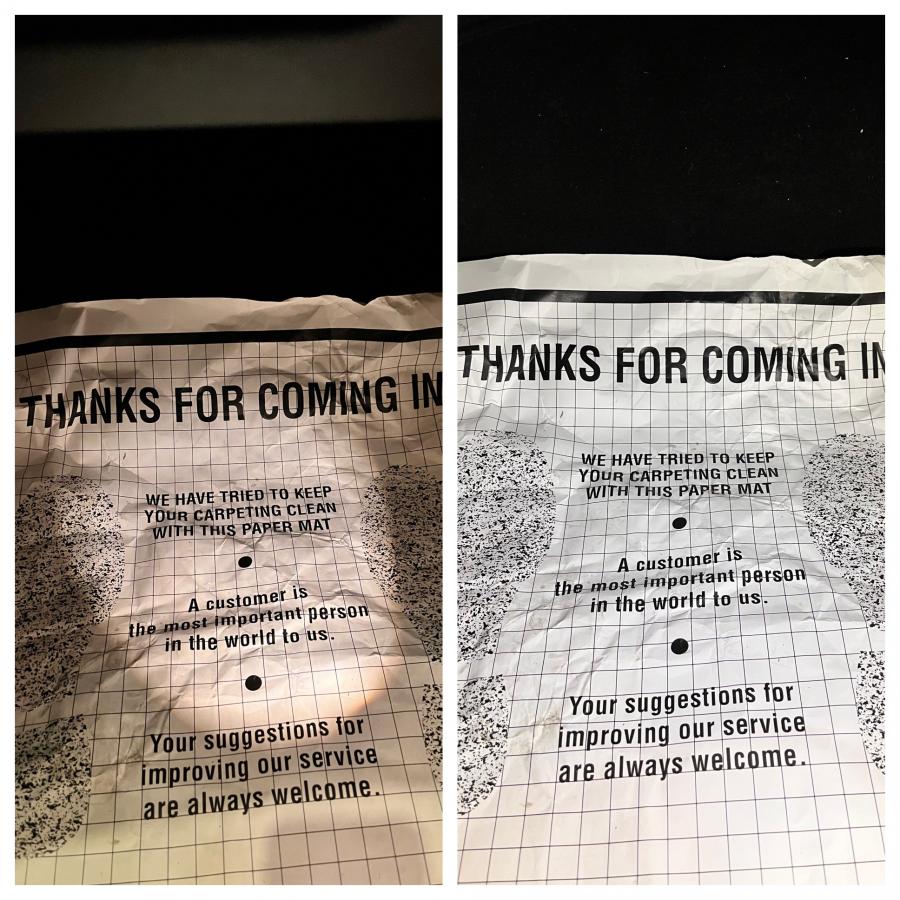 THANKS FOR COMING IN
WE HAVE TRIED TO KEEP
YOUR CARPETING CLEAN
WITH THIS PAPER MAT
A customer is
the most important person
in the world to us.
Your suggestions for
improving our service
are always welcome.
THANKS FOR COMING IN
WE HAVE TRIED TO KEEP
YOUR CARPETING CLEAN
WITH THIS PAPER MAT
A customer is
the most important person
in the world to us.
Your suggestions for
improving our service
are always welcome.